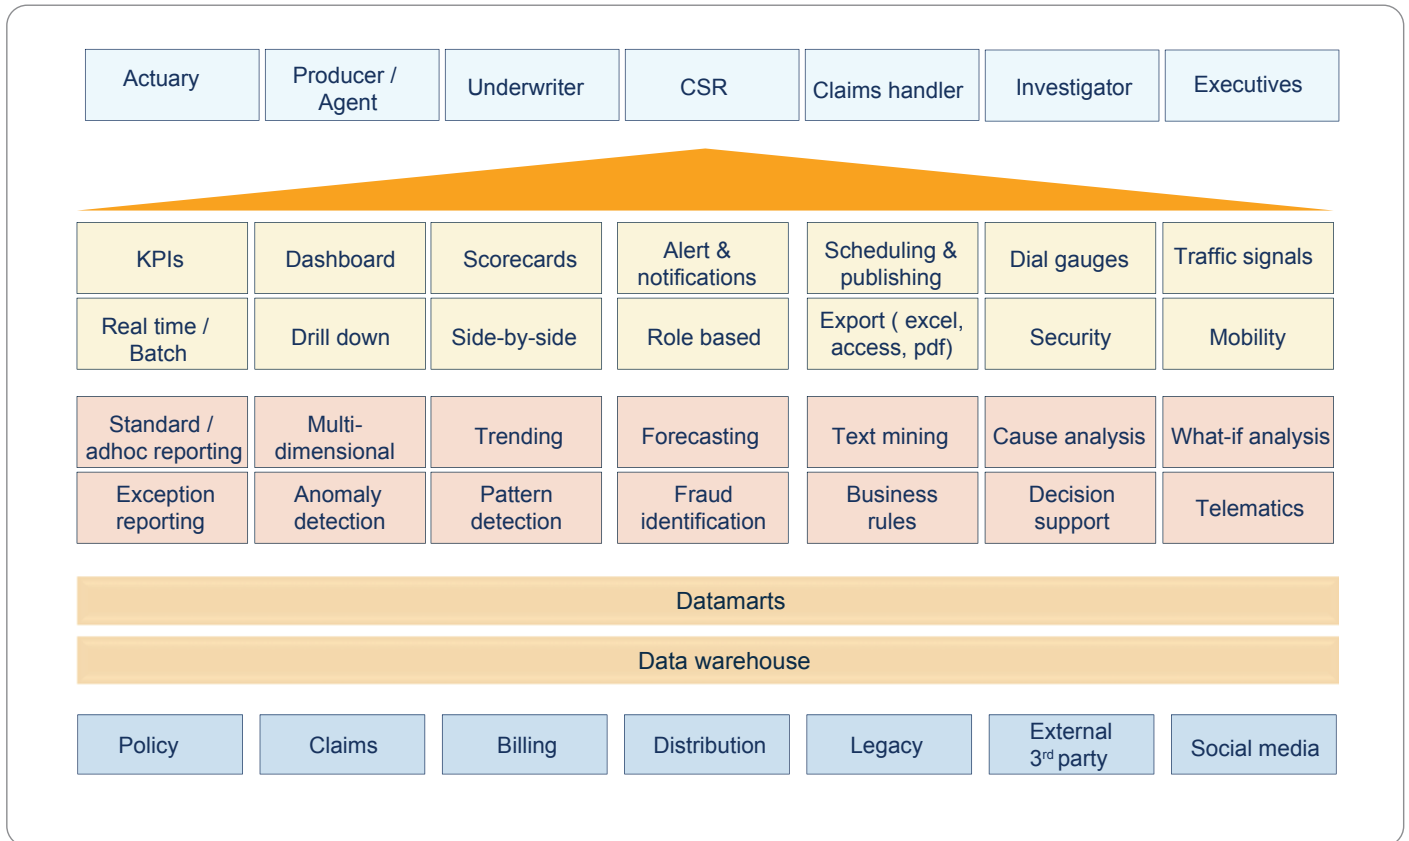 Actuary
Producer /
Agent
Underwriter
CSR
Claims handler
Investigator
Executives
KPIs
Dashboard
Scorecards
Alert &
notifications
Scheduling &
publishing
Dial gauges
Traffic signals
Real time /
Batch
Drill down
Side-by-side
Role based
Export ( excel,
access, pdf)
Security
Mobility
Standard /
adhoc reporting
Multi-
dimensional
Trending
Forecasting
Text mining
Cause analysis
What-if analysis
Exception
reporting
Anomaly
detection
Pattern
detection
Fraud
identification
Business
rules
Decision
support
Telematics
Datamarts
Data warehouse
Policy
Claims
Billing
Distribution
Legacy
External
3rd party
Social media